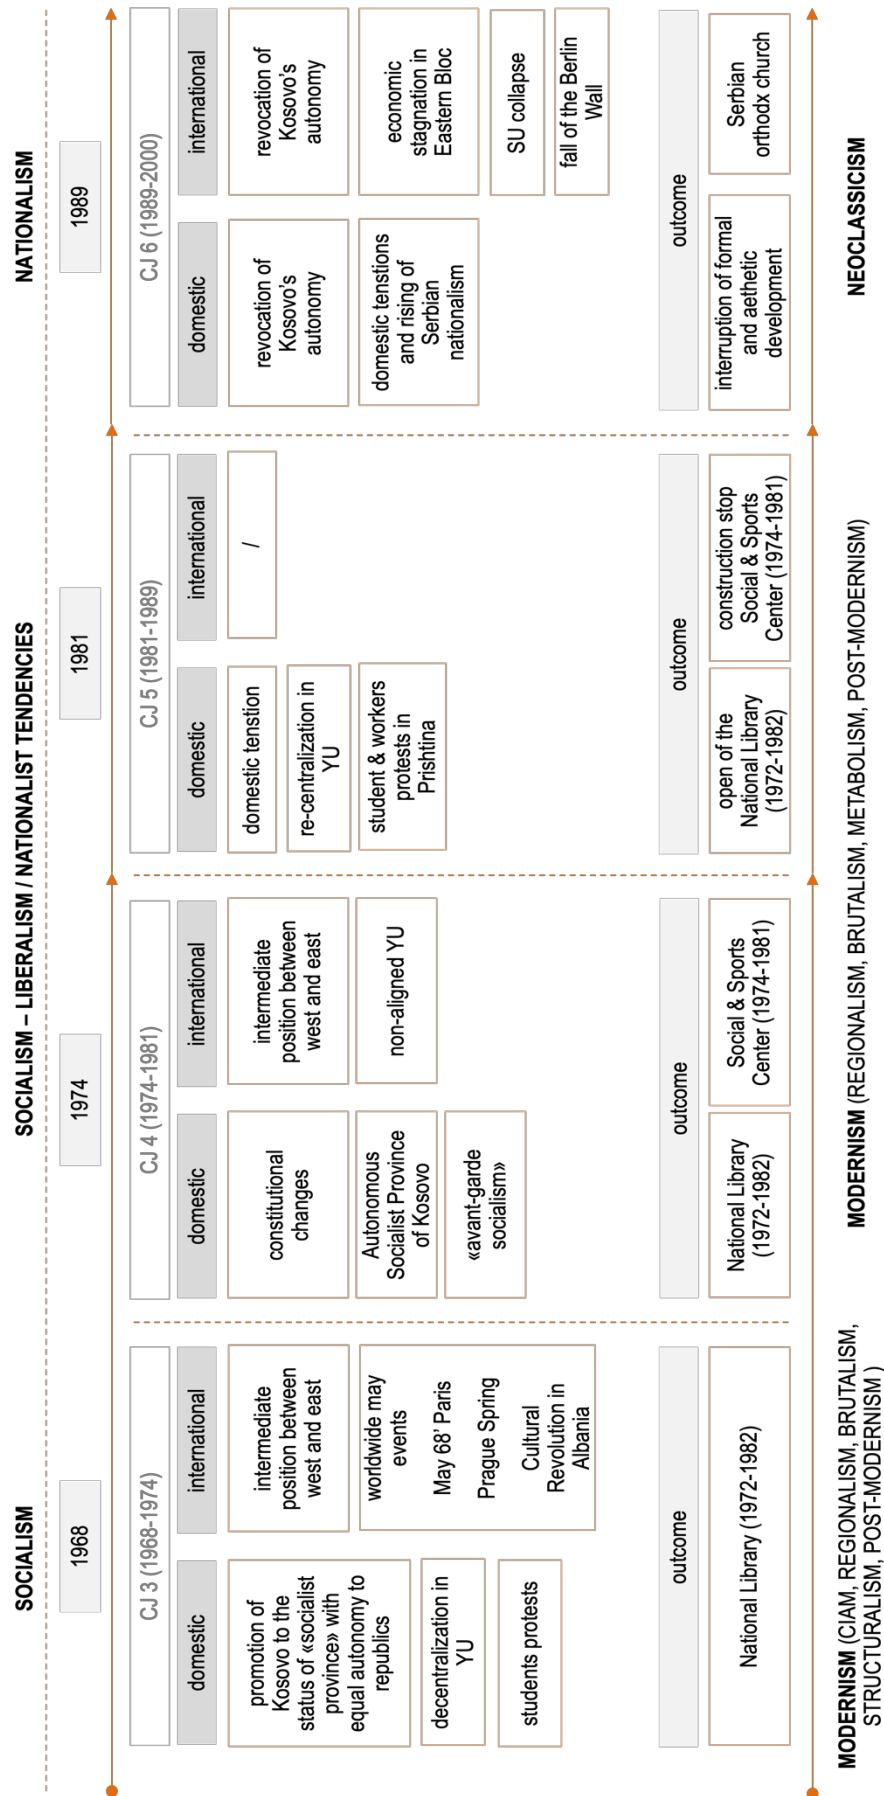 SOCIALISM
SOCIALISM – LIBERALISM / NATIONALIST TENDENCIES
NATIONALISM
1968
1974
1981
1989
CJ 3 (1968-1974)
domestic
international
promotion of
Kosovo to the
status of «socialist
province» with
equal autonomy to
republics
decentralization in
YU
students protests
intermediate
position between
west and east
worldwide may
events
May 68' Paris
Prague Spring
Cultural
Revolution in
Albania
outcome
National Library (1972-1982)
CJ 4 (1974-1981)
domestic
international
constitutional
changes
Autonomous
Socialist Province
of Kosovo
«avant-garde
socialism»
intermediate
position between
west and east
non-aligned YU
outcome
National Library
(1972-1982)
Social & Sports
Center (1974-1981)
CJ 5 (1981-1989)
domestic
international
domestic tenstion
re-centralization in
YU
student & workers
protests in
Prishtina
/
outcome
open of the
National Library
(1972-1982)
construction stop
Social & Sports
Center (1974-1981)
CJ 6 (1989-2000)
domestic
international
revocation of
Kosovo's
autonomy
domestic tenstions
and rising of
Serbian
nationalism
revocation of
Kosovo's
autonomy
economic
stagnation in
Eastern Bloc
SU collapse
fall of the Berlin
Wall
outcome
interruption of formal
and aethetic
development
Serbian
orthodx church
MODERNISM (CIAM, REGIONALISM, BRUTALISM,
STRUCTURALISM, POST-MODERNISM )
MODERNISM (REGIONALISM, BRUTALISM, METABOLISM, POST-MODERNISM)
NEOCLASSICISM